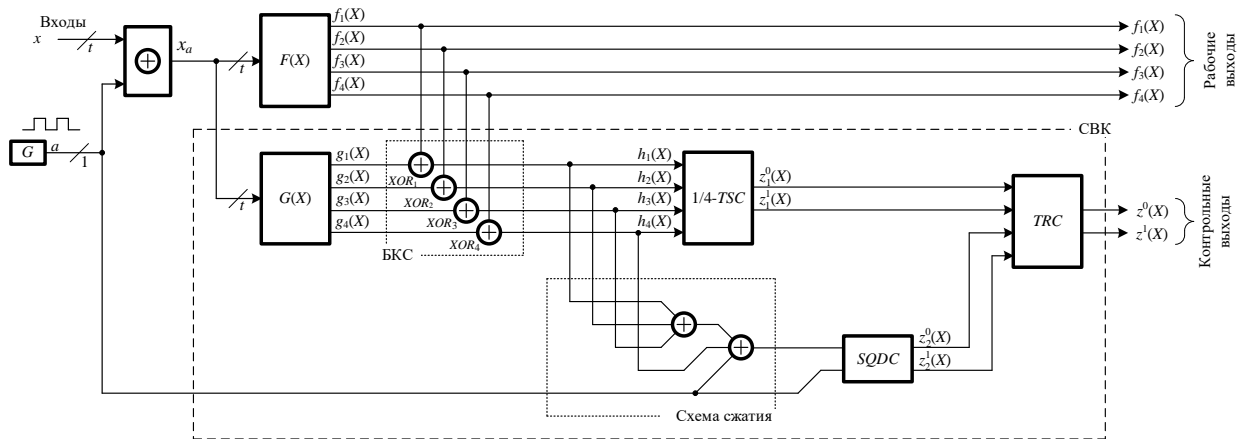 Входы
x
t
x_a
t
F(X)
f₁(X)
f₂(X)
f₃(X)
f₄(X)
f₁(X)
f₂(X)
f₃(X)
f₄(X)
Рабочие
выходы
G
a
1
СВК
t
G(X)
g₁(X)
g₂(X)
g₃(X)
g₄(X)
XOR₁
XOR₂
XOR₃
XOR₄
БКС
h₁(X)
h₂(X)
h₃(X)
h₄(X)
1/4-TSC
z₁⁰(X)
z₁¹(X)
TRC
z⁰(X)
z¹(X)
Контрольные
выходы
SQDC
z₂⁰(X)
z₂¹(X)
Схема сжатия